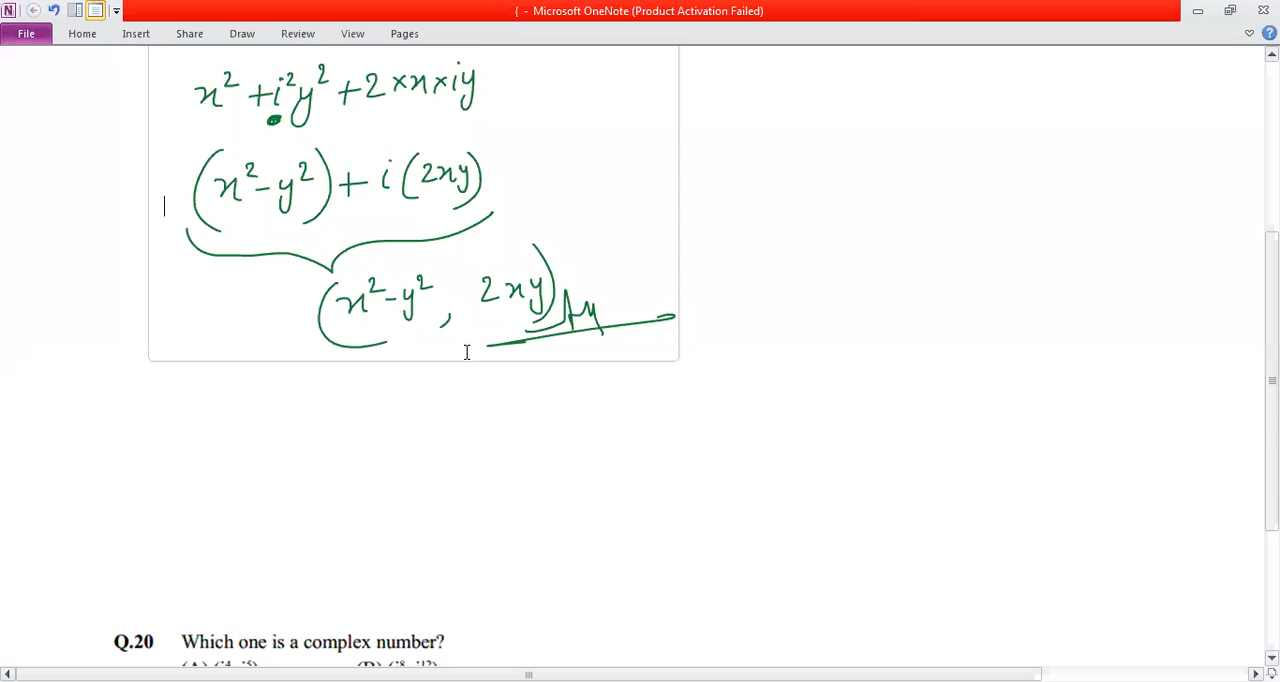 { - Microsoft OneNote (Product Activation Failed)
File Home Insert Share Draw Review View Pages
x² + i²y² + 2 × x × iy
(x² - y²) + i (2xy)
(x² - y² , 2xy)
Q.20 Which one is a complex number?